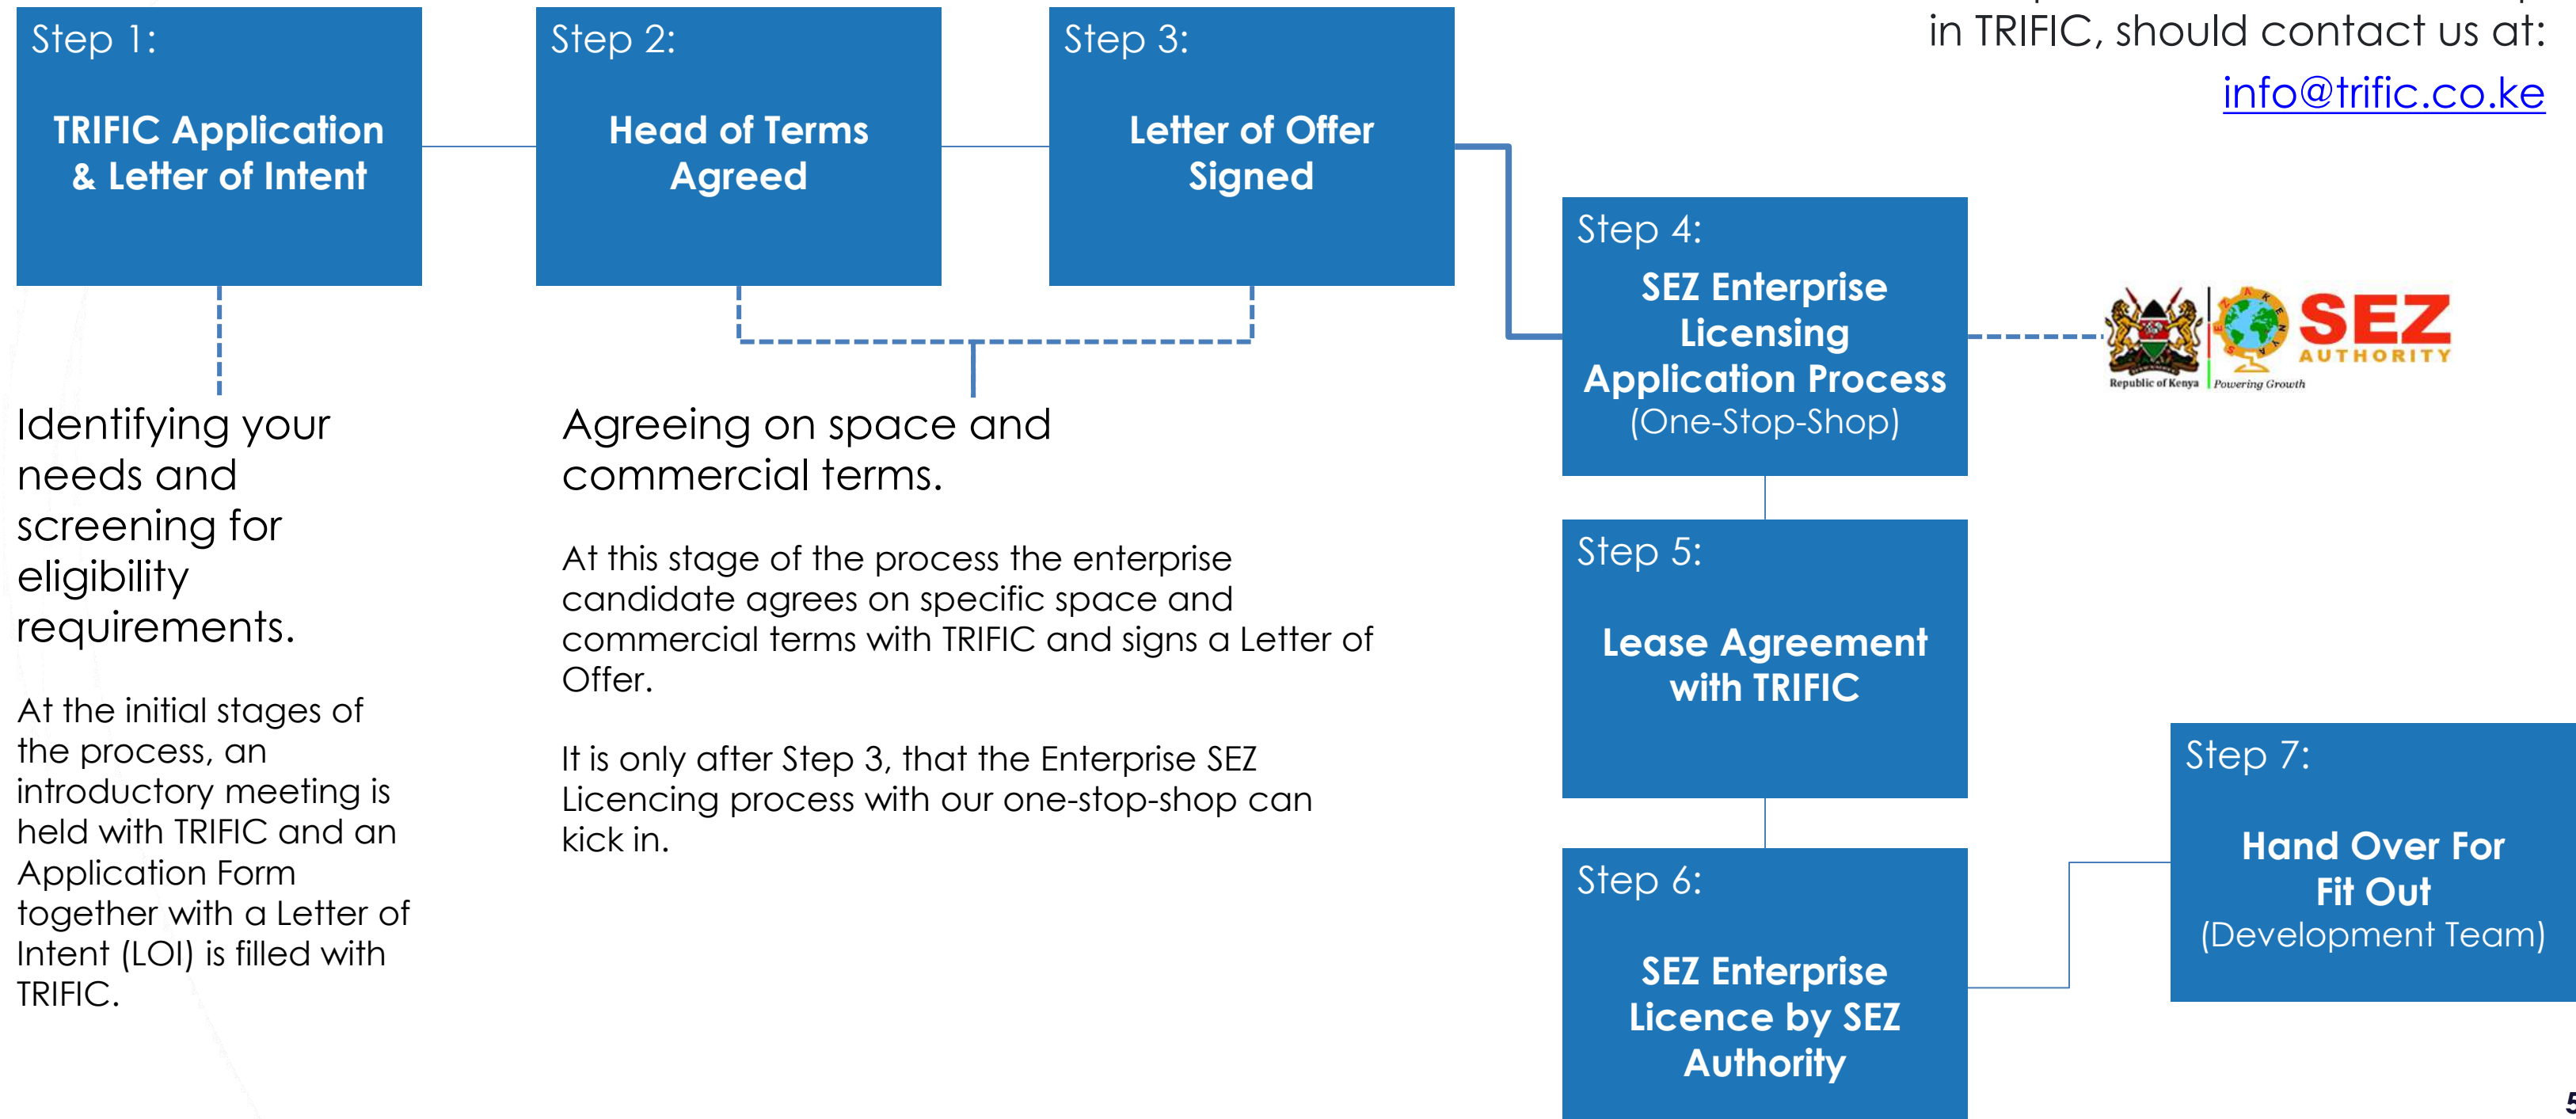 in TRIFIC, should contact us at:
info@trific.co.ke
Step 1:
TRIFIC Application
& Letter of Intent
Step 2:
Head of Terms
Agreed
Step 3:
Letter of Offer
Signed
Identifying your
needs and
screening for
eligibility
requirements.
At the initial stages of
the process, an
introductory meeting is
held with TRIFIC and an
Application Form
together with a Letter of
Intent (LOI) is filled with
TRIFIC.
Agreeing on space and
commercial terms.
At this stage of the process the enterprise
candidate agrees on specific space and
commercial terms with TRIFIC and signs a Letter of
Offer.
It is only after Step 3, that the Enterprise SEZ
Licencing process with our one-stop-shop can
kick in.
Step 4:
SEZ Enterprise
Licensing
Application Process
(One-Stop-Shop)
Republic of Kenya
SEZA KENYA
Powering Growth
SEZ
AUTHORITY
Step 5:
Lease Agreement
with TRIFIC
Step 6:
SEZ Enterprise
Licence by SEZ
Authority
Step 7:
Hand Over For
Fit Out
(Development Team)